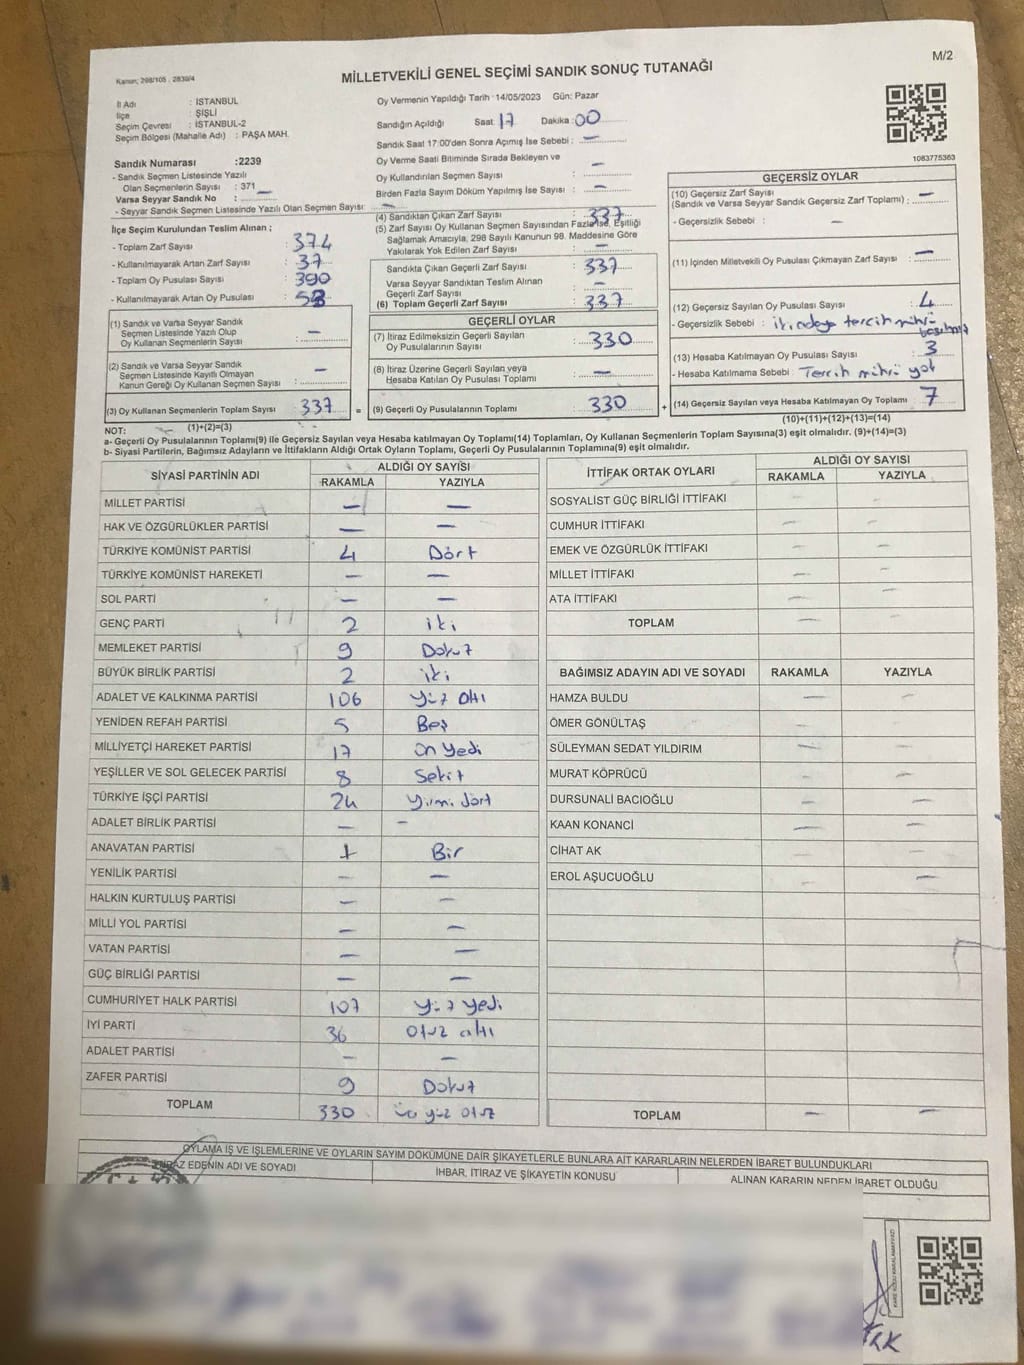 M/2
Kanun; 298/105 . 2839/4
MİLLETVEKİLİ GENEL SEÇİMİ SANDIK SONUÇ TUTANAĞI
İl Adı : İSTANBUL
İlçe : ŞİŞLİ
Seçim Çevresi : İSTANBUL-2
Seçim Bölgesi (Mahalle Adı) : PAŞA MAH.
Sandık Numarası :2239
- Sandık Seçmen Listesinde Yazılı
Olan Seçmenlerin Sayısı : 371
Varsa Seyyar Sandık No : —
- Seyyar Sandık Seçmen Listesinde Yazılı Olan Seçmen Sayısı: —
İlçe Seçim Kurulundan Teslim Alınan ;
- Toplam Zarf Sayısı : 374
- Kullanılmayarak Artan Zarf Sayısı : 37
- Toplam Oy Pusulası Sayısı : 390
- Kullanılmayarak Artan Oy Pusulası :
(1) Sandık ve Varsa Seyyar Sandık
Seçmen Listesinde Yazılı Olup
Oy Kullanan Seçmenlerin Sayısı : —
(2) Sandık ve Varsa Seyyar Sandık
Seçmen Listesinde Kayıtlı Olmayan
Kanun Gereği Oy Kullanan Seçmen Sayısı : —
(3) Oy Kullanan Seçmenlerin Toplam Sayısı : 337 =
(1)+(2)=(3)
Oy Vermenin Yapıldığı Tarih :14/05/2023 Gün: Pazar
Sandığın Açıldığı Saat: 17 Dakika: 00
Sandık Saat 17:00'den Sonra Açılmış İse Sebebi : —
Oy Verme Saati Bitiminde Sırada Bekleyen ve
Oy Kullandırılan Seçmen Sayısı : —
Birden Fazla Sayım Döküm Yapılmış İse Sayısı : —
(4) Sandıktan Çıkan Zarf Sayısı : 337
(5) Zarf Sayısı Oy Kullanan Seçmen Sayısından Fazla ise, Eşitliği
Sağlamak Amacıyla, 298 Sayılı Kanunun 98. Maddesine Göre
Yakılarak Yok Edilen Zarf Sayısı : —
Sandıkta Çıkan Geçerli Zarf Sayısı : 337
Varsa Seyyar Sandıktan Teslim Alınan
Geçerli Zarf Sayısı : —
(6) Toplam Geçerli Zarf Sayısı : 337
GEÇERLİ OYLAR
(7) İtiraz Edilmeksizin Geçerli Sayılan
Oy Pusulalarının Sayısı : 330
(8) İtiraz Üzerine Geçerli Sayılan veya
Hesaba Katılan Oy Pusulası Toplamı : —
(9) Geçerli Oy Pusulalarının Toplamı : 330 +
1083775363
GEÇERSİZ OYLAR
(10) Geçersiz Zarf Sayısı
(Sandık ve Varsa Seyyar Sandık Geçersiz Zarf Toplamı) : —
- Geçersizlik Sebebi : —
(11) İçinden Milletvekili Oy Pusulası Çıkmayan Zarf Sayısı : —
(12) Geçersiz Sayılan Oy Pusulası Sayısı : 4
- Geçersizlik Sebebi : tercih mührü
(13) Hesaba Katılmayan Oy Pusulası Sayısı : 3
- Hesaba Katılmama Sebebi : Tercih mührü yok
(14) Geçersiz Sayılan veya Hesaba Katılmayan Oy Toplamı : 7
(10)+(11)+(12)+(13)=(14)
NOT:
a- Geçerli Oy Pusulalarının Toplamı(9) ile Geçersiz Sayılan veya Hesaba katılmayan Oy Toplamı(14) Toplamları, Oy Kullanan Seçmenlerin Toplam Sayısına(3) eşit olmalıdır. (9)+(14)=(3)
b- Siyasi Partilerin, Bağımsız Adayların ve İttifakların Aldığı Ortak Oyların Toplamı, Geçerli Oy Pusulalarının Toplamına(9) eşit olmalıdır.
SİYASİ PARTİNİN ADI ALDIĞI OY SAYISI
RAKAMLA YAZIYLA
MİLLET PARTİSİ — —
HAK VE ÖZGÜRLÜKLER PARTİSİ — —
TÜRKİYE KOMÜNİST PARTİSİ 4 Dört
TÜRKİYE KOMÜNİST HAREKETİ — —
SOL PARTİ — —
GENÇ PARTİ 2 iki
MEMLEKET PARTİSİ 9 Dokuz
BÜYÜK BİRLİK PARTİSİ 2 iki
ADALET VE KALKINMA PARTİSİ 106 Yüz Altı
YENİDEN REFAH PARTİSİ 5 Beş
MİLLİYETÇİ HAREKET PARTİSİ 17 On Yedi
YEŞİLLER VE SOL GELECEK PARTİSİ 8 Sekiz
TÜRKİYE İŞÇİ PARTİSİ 24 Yirmi dört
ADALET BİRLİK PARTİSİ — —
ANAVATAN PARTİSİ 1 Bir
YENİLİK PARTİSİ — —
HALKIN KURTULUŞ PARTİSİ — —
MİLLİ YOL PARTİSİ — —
VATAN PARTİSİ — —
GÜÇ BİRLİĞİ PARTİSİ — —
CUMHURİYET HALK PARTİSİ 107 Yüz Yedi
İYİ PARTİ 36 Otuz altı
ADALET PARTİSİ — —
ZAFER PARTİSİ 9 Dokuz
TOPLAM 330 üç yüz otuz
İTTİFAK ORTAK OYLARI ALDIĞI OY SAYISI
RAKAMLA YAZIYLA
SOSYALİST GÜÇ BİRLİĞİ İTTİFAKI — —
CUMHUR İTTİFAKI — —
EMEK VE ÖZGÜRLÜK İTTİFAKI — —
MİLLET İTTİFAKI — —
ATA İTTİFAKI — —
TOPLAM — —
BAĞIMSIZ ADAYIN ADI VE SOYADI RAKAMLA YAZIYLA
HAMZA BULDU — —
ÖMER GÖNÜLTAŞ — —
SÜLEYMAN SEDAT YILDIRIM — —
MURAT KÖPRÜCÜ — —
DURSUNALİ BACIOĞLU — —
KAAN KONANCİ — —
CİHAT AK — —
EROL AŞUCUOĞLU — —
TOPLAM — —
OYLAMA İŞ VE İŞLEMLERİNE VE OYLARIN SAYIM DÖKÜMÜNE DAİR ŞİKAYETLERLE BUNLARA AİT KARARLARIN NELERDEN İBARET BULUNDUKLARI
İTİRAZ EDENİN ADI VE SOYADI İHBAR, İTİRAZ VE ŞİKAYETİN KONUSU ALINAN KARARIN NEDEN İBARET OLDUĞU
KARE KODU KARALAMAYINIZ